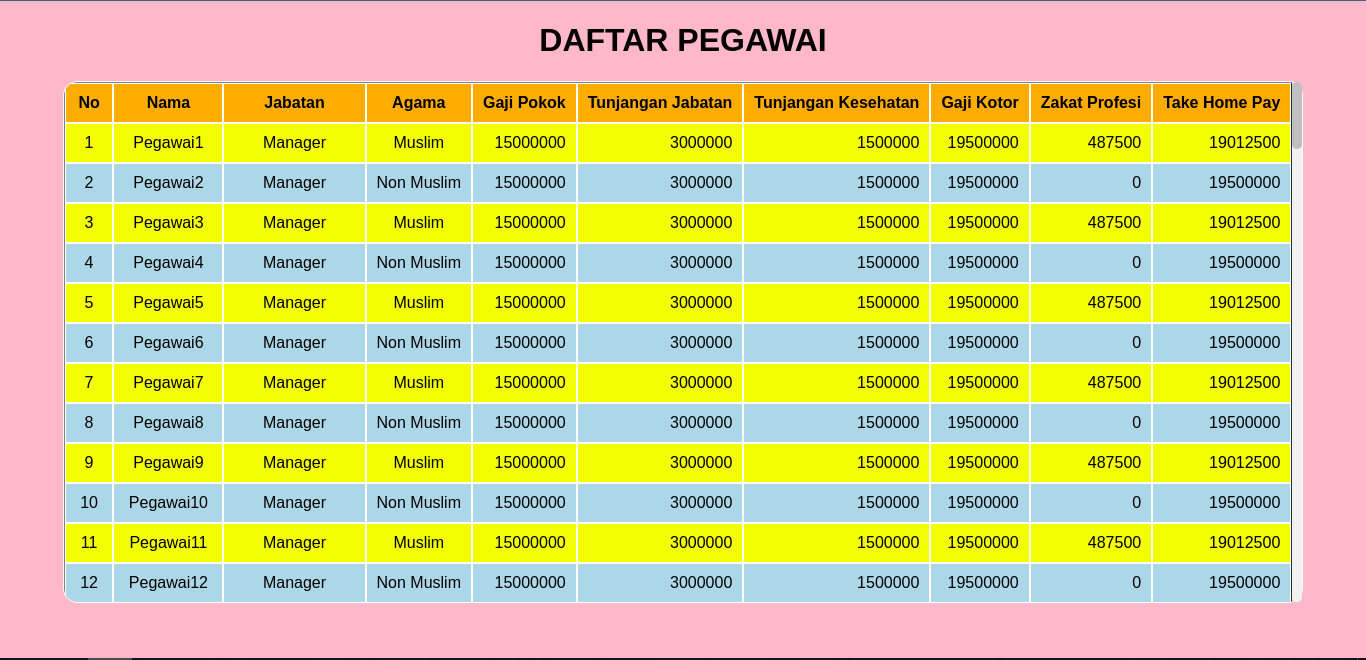 DAFTAR PEGAWAI
No Nama Jabatan Agama Gaji Pokok Tunjangan Jabatan Tunjangan Kesehatan Gaji Kotor Zakat Profesi Take Home Pay
1 Pegawai1 Manager Muslim 15000000 3000000 1500000 19500000 487500 19012500
2 Pegawai2 Manager Non Muslim 15000000 3000000 1500000 19500000 0 19500000
3 Pegawai3 Manager Muslim 15000000 3000000 1500000 19500000 487500 19012500
4 Pegawai4 Manager Non Muslim 15000000 3000000 1500000 19500000 0 19500000
5 Pegawai5 Manager Muslim 15000000 3000000 1500000 19500000 487500 19012500
6 Pegawai6 Manager Non Muslim 15000000 3000000 1500000 19500000 0 19500000
7 Pegawai7 Manager Muslim 15000000 3000000 1500000 19500000 487500 19012500
8 Pegawai8 Manager Non Muslim 15000000 3000000 1500000 19500000 0 19500000
9 Pegawai9 Manager Muslim 15000000 3000000 1500000 19500000 487500 19012500
10 Pegawai10 Manager Non Muslim 15000000 3000000 1500000 19500000 0 19500000
11 Pegawai11 Manager Muslim 15000000 3000000 1500000 19500000 487500 19012500
12 Pegawai12 Manager Non Muslim 15000000 3000000 1500000 19500000 0 19500000